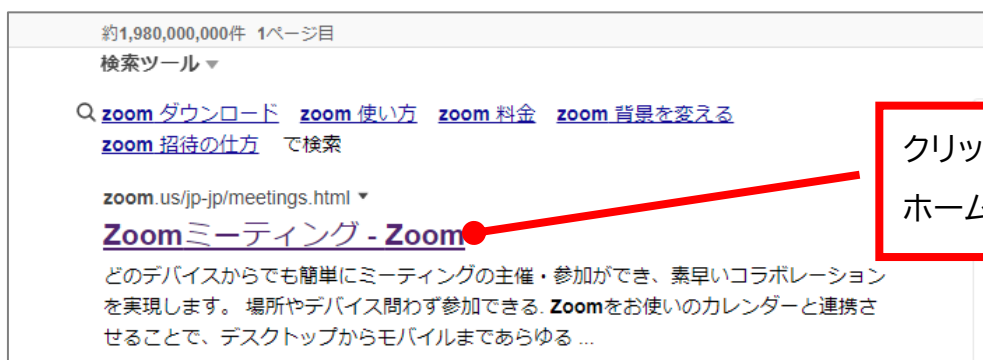 約1,980,000,000件 1ページ目
検索ツール ▼
zoom ダウンロード zoom 使い方 zoom 料金 zoom 背景を変える
zoom 招待の仕方 で検索
zoom.us/jp-jp/meetings.html ▼
Zoomミーティング - Zoom
どのデバイスからでも簡単にミーティングの主催・参加ができ、素早いコラボレーション
を実現します。 場所やデバイス問わず参加できる. Zoomをお使いのカレンダーと連携さ
せることで、デスクトップからモバイルまであらゆる ...
クリッ
ホーム